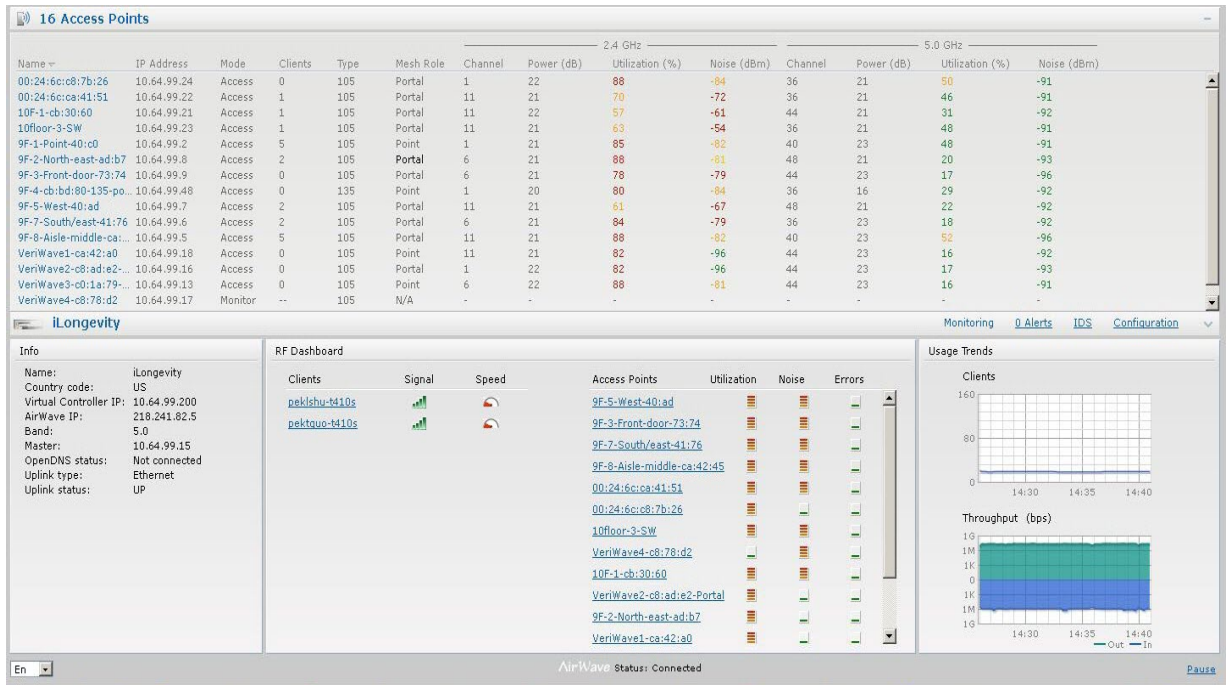 16 Access Points
2.4 GHz 5.0 GHz
Name IP Address Mode Clients Type Mesh Role Channel Power (dB) Utilization (%) Noise (dBm) Channel Power (dB) Utilization (%) Noise (dBm)
00:24:6c:c8:7b:26 10.64.99.24 Access 0 105 Portal 1 22 88 -84 36 21 50 -91
00:24:6c:ca:41:51 10.64.99.22 Access 1 105 Portal 11 21 70 -72 36 21 46 -91
10F-1-cb:30:60 10.64.99.21 Access 1 105 Portal 11 22 57 -61 44 21 31 -92
10floor-3-SW 10.64.99.23 Access 1 105 Portal 11 21 63 -54 36 21 48 -91
9F-1-Point-40:c0 10.64.99.2 Access 5 105 Point 1 21 85 -82 40 23 48 -91
9F-2-North-east-ad:b7 10.64.99.8 Access 2 105 Portal 6 21 88 -81 48 21 20 -93
9F-3-Front-door-73:74 10.64.99.9 Access 0 105 Portal 6 21 78 -79 44 23 17 -96
9F-4-cb:bd:80-135-po... 10.64.99.48 Access 0 135 Point 1 20 80 -84 36 16 29 -92
9F-5-West-40:ad 10.64.99.7 Access 2 105 Portal 11 21 61 -67 48 21 22 -92
9F-7-South/east-41:76 10.64.99.6 Access 2 105 Portal 6 21 84 -79 36 23 18 -92
9F-8-Aisle-middle-ca:... 10.64.99.5 Access 5 105 Portal 11 21 88 -82 40 23 52 -96
VeriWave1-ca:42:a0 10.64.99.18 Access 0 105 Point 11 21 82 -96 44 23 16 -92
VeriWave2-c8:ad:e2-... 10.64.99.16 Access 0 105 Portal 1 22 82 -96 44 23 17 -93
VeriWave3-c0:1a:79-... 10.64.99.13 Access 0 105 Point 6 22 88 -81 44 23 16 -91
VeriWave4-c8:78:d2 10.64.99.17 Monitor -- 105 N/A - - - - - - - -
iLongevity Monitoring 0 Alerts IDS Configuration
Info
Name: iLongevity
Country code: US
Virtual Controller IP: 10.64.99.200
AirWave IP: 218.241.82.5
Band: 5.0
Master: 10.64.99.15
OpenDNS status: Not connected
Uplink type: Ethernet
Uplink status: UP
RF Dashboard
Clients Signal Speed
peklshu-t410s
pektquo-t410s
Access Points Utilization Noise Errors
9F-5-West-40:ad
9F-3-Front-door-73:74
9F-7-South/east-41:76
9F-8-Aisle-middle-ca:42:45
00:24:6c:ca:41:51
00:24:6c:c8:7b:26
10floor-3-SW
VeriWave4-c8:78:d2
10F-1-cb:30:60
VeriWave2-c8:ad:e2-Portal
9F-2-North-east-ad:b7
VeriWave1-ca:42:a0
Usage Trends
Clients
160
80
0
14:30 14:35 14:40
Throughput (bps)
1G
1M
1K
0
1K
1M
1G
14:30 14:35 14:40
Out In
En AirWave Status: Connected Pause